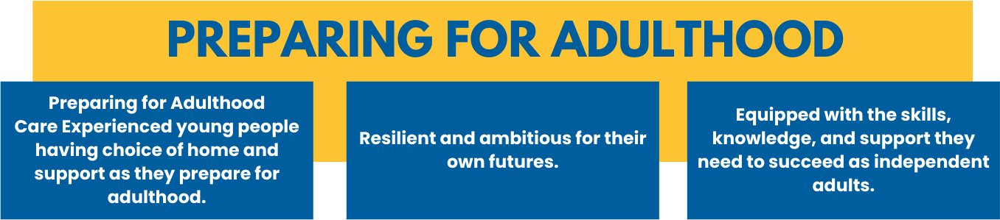 PREPARING FOR ADULTHOOD
Preparing for Adulthood
Care Experienced young people
having choice of home and
support as they prepare for
adulthood.
Resilient and ambitious for their
own futures.
Equipped with the skills,
knowledge, and support they
need to succeed as independent
adults.